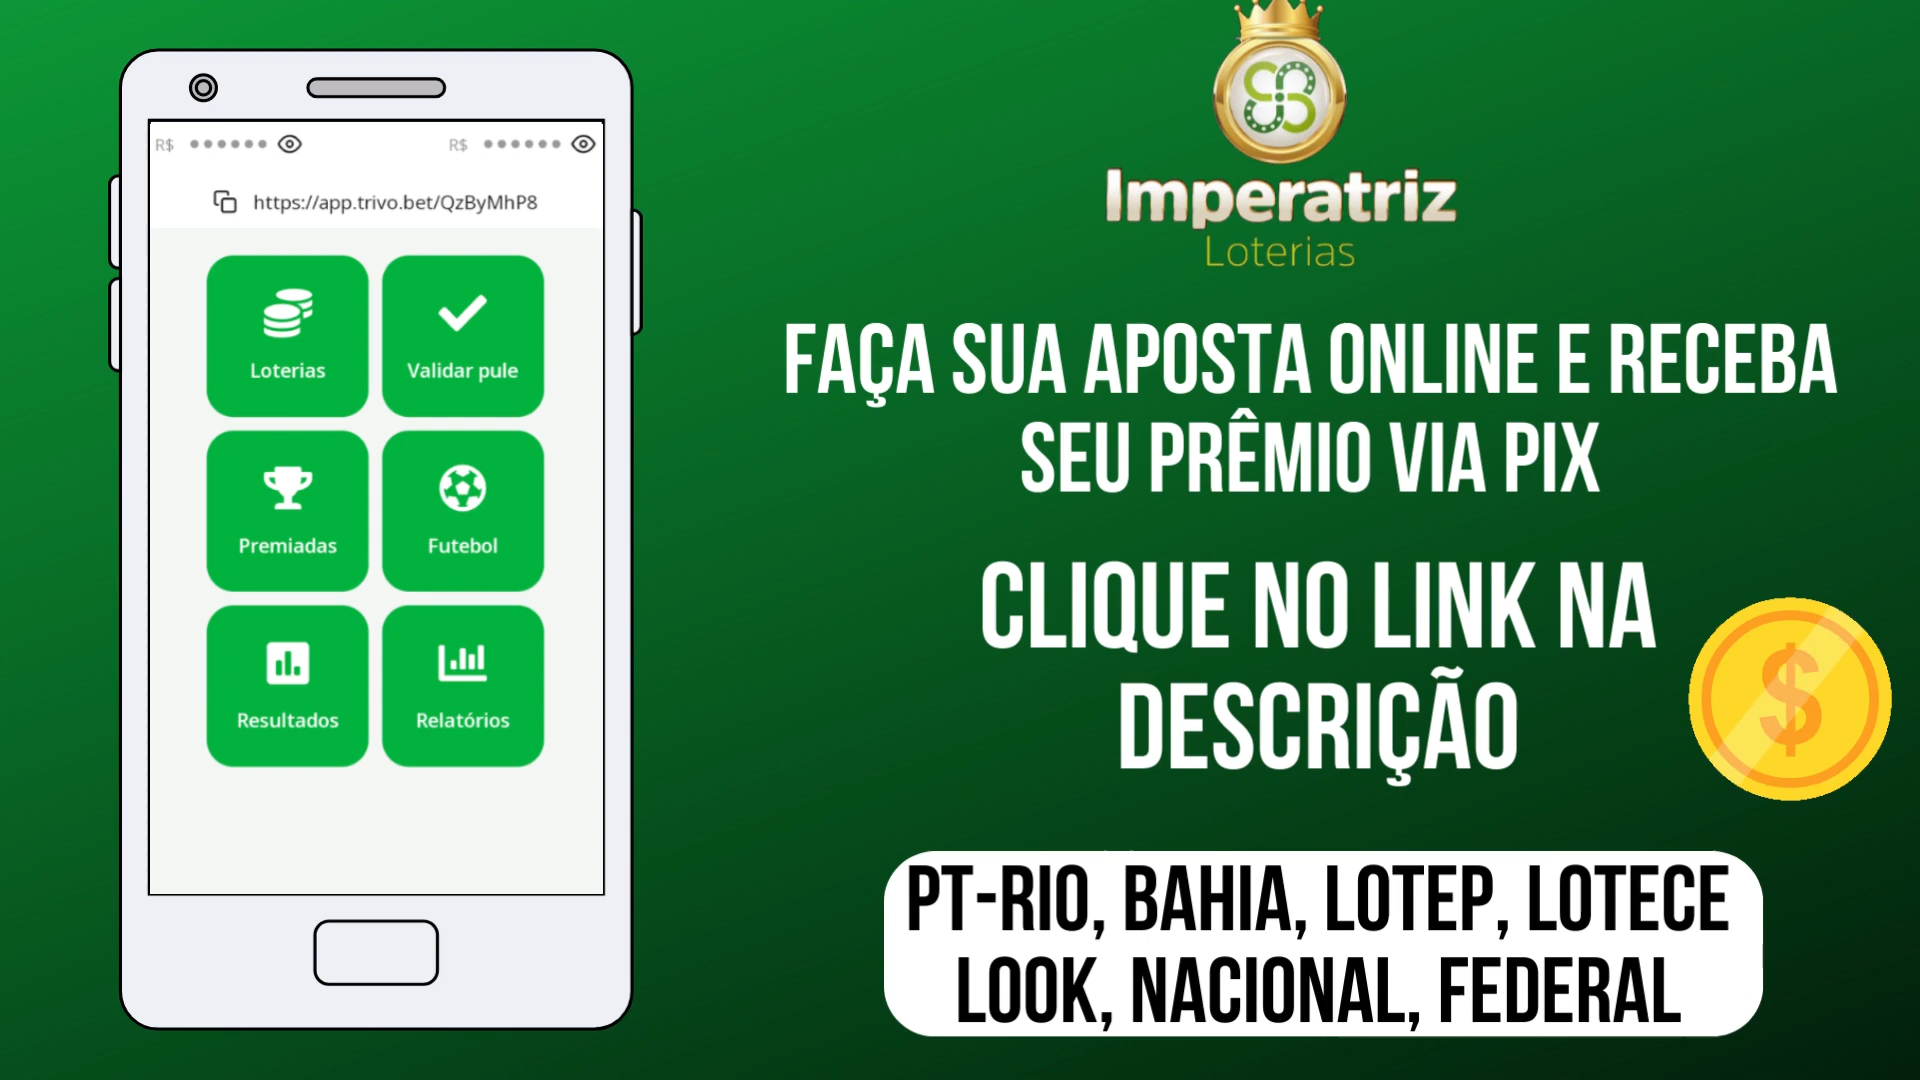 R$ ●●●●●● R$ ●●●●●●
https://app.trivo.bet/QzByMhP8
Loterias
Validar pule
Premiadas
Futebol
Resultados
Relatórios
Imperatriz
Loterias
FAÇA SUA APOSTA ONLINE E RECEBA
SEU PRÊMIO VIA PIX
CLIQUE NO LINK NA
DESCRIÇÃO
$
PT-RIO, BAHIA, LOTEP, LOTECE
LOOK, NACIONAL, FEDERAL